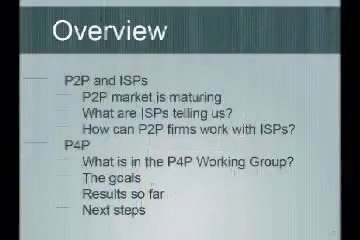 Overview
P2P and ISPs
P2P market is maturing
What are ISPs telling us?
How can P2P firms work with ISPs?
P4P
What is in the P4P Working Group?
The goals
Results so far
Next steps